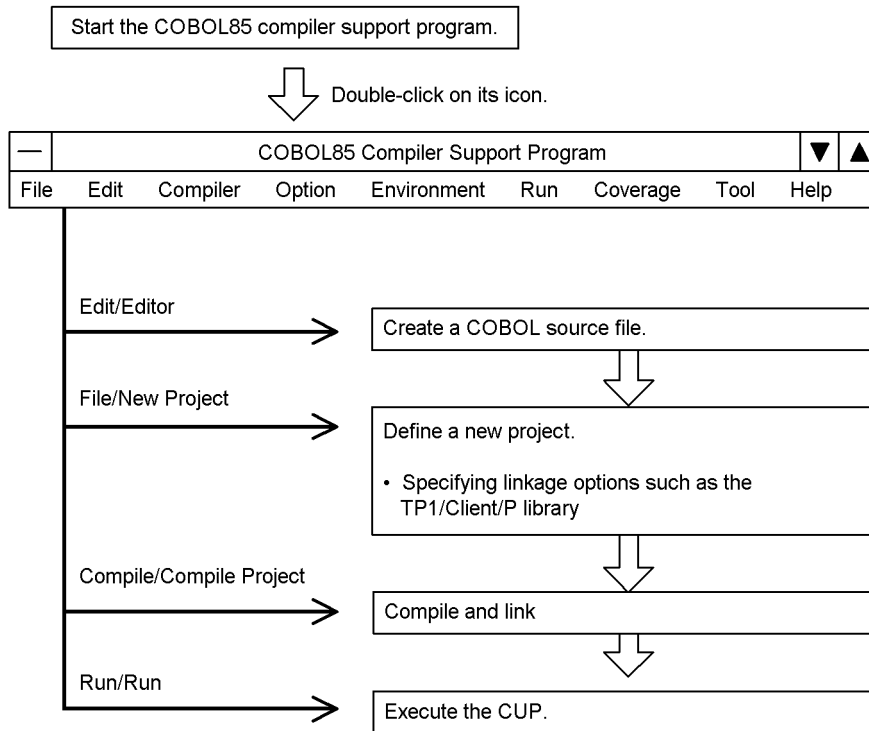 Start the COBOL85 compiler support program.
Double-click on its icon.
COBOL85 Compiler Support Program
File Edit Compiler Option Environment Run Coverage Tool Help
Edit/Editor
Create a COBOL source file.
File/New Project
Define a new project.
• Specifying linkage options such as the
TP1/Client/P library
Compile/Compile Project
Compile and link
Run/Run
Execute the CUP.